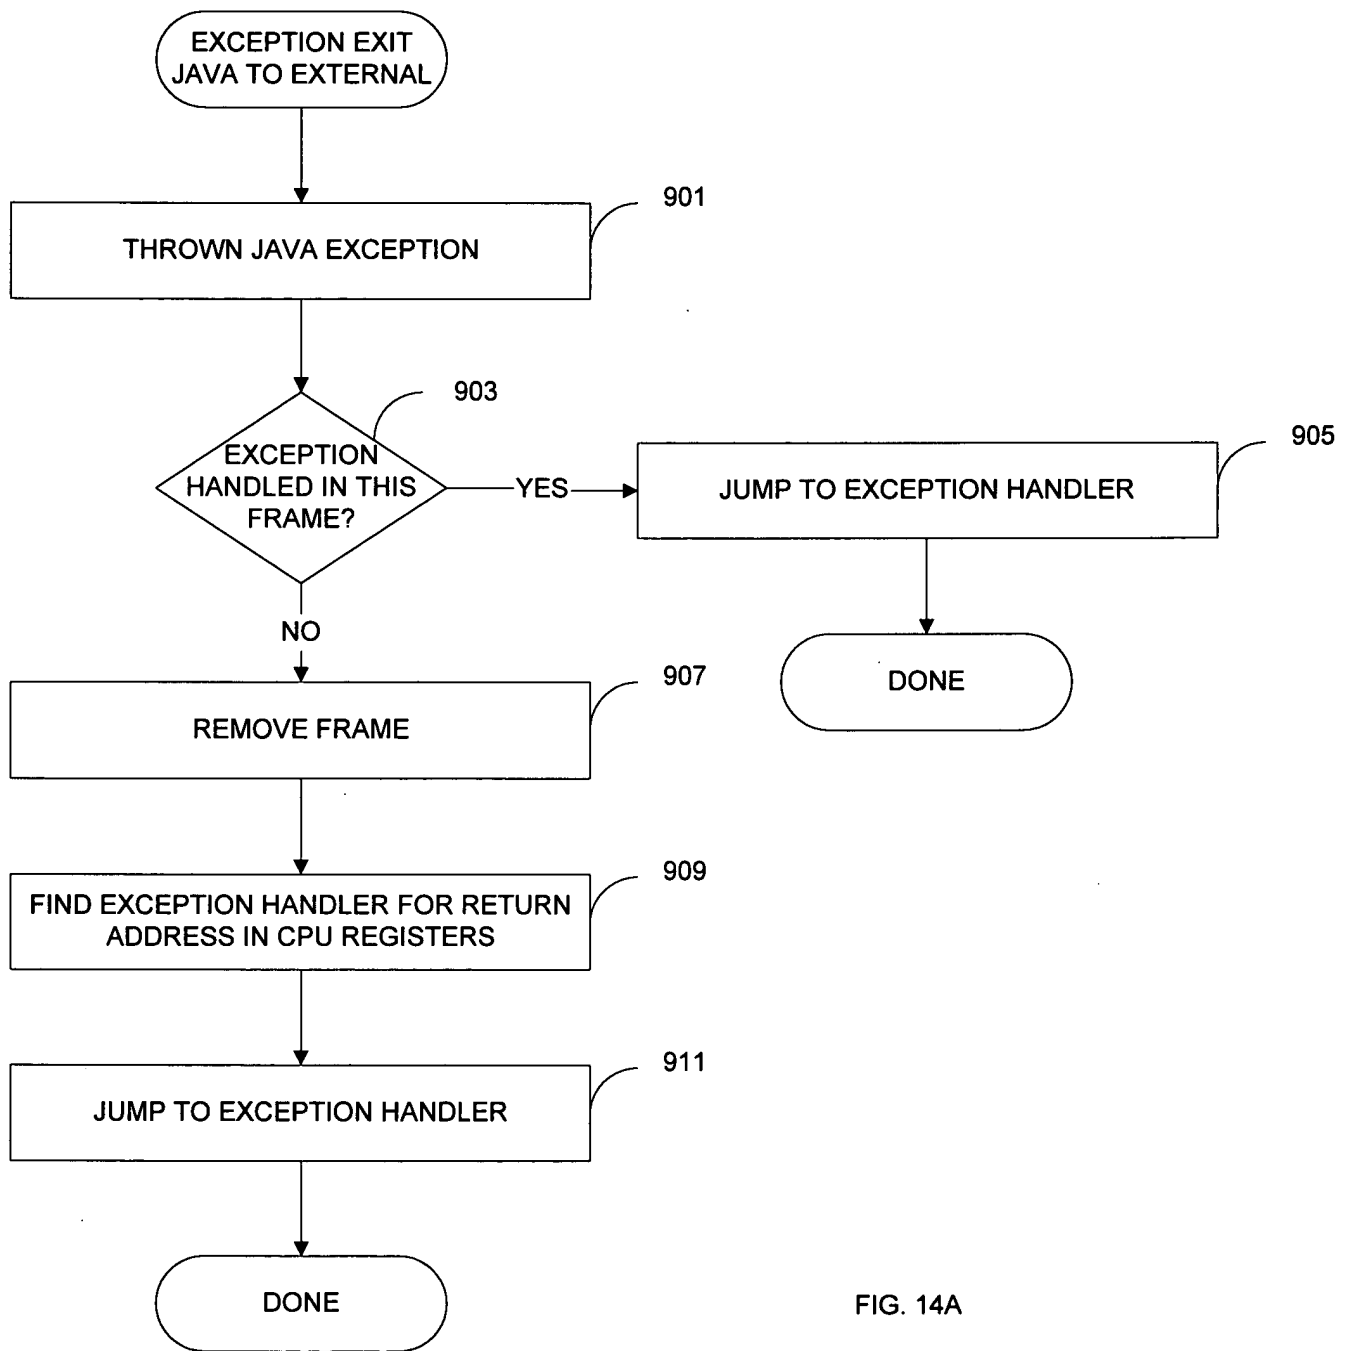 EXCEPTION EXIT
JAVA TO EXTERNAL
901
THROWN JAVA EXCEPTION
903
EXCEPTION
HANDLED IN THIS
FRAME?
YES
905
JUMP TO EXCEPTION HANDLER
NO
DONE
907
REMOVE FRAME
909
FIND EXCEPTION HANDLER FOR RETURN
ADDRESS IN CPU REGISTERS
911
JUMP TO EXCEPTION HANDLER
DONE
FIG. 14A